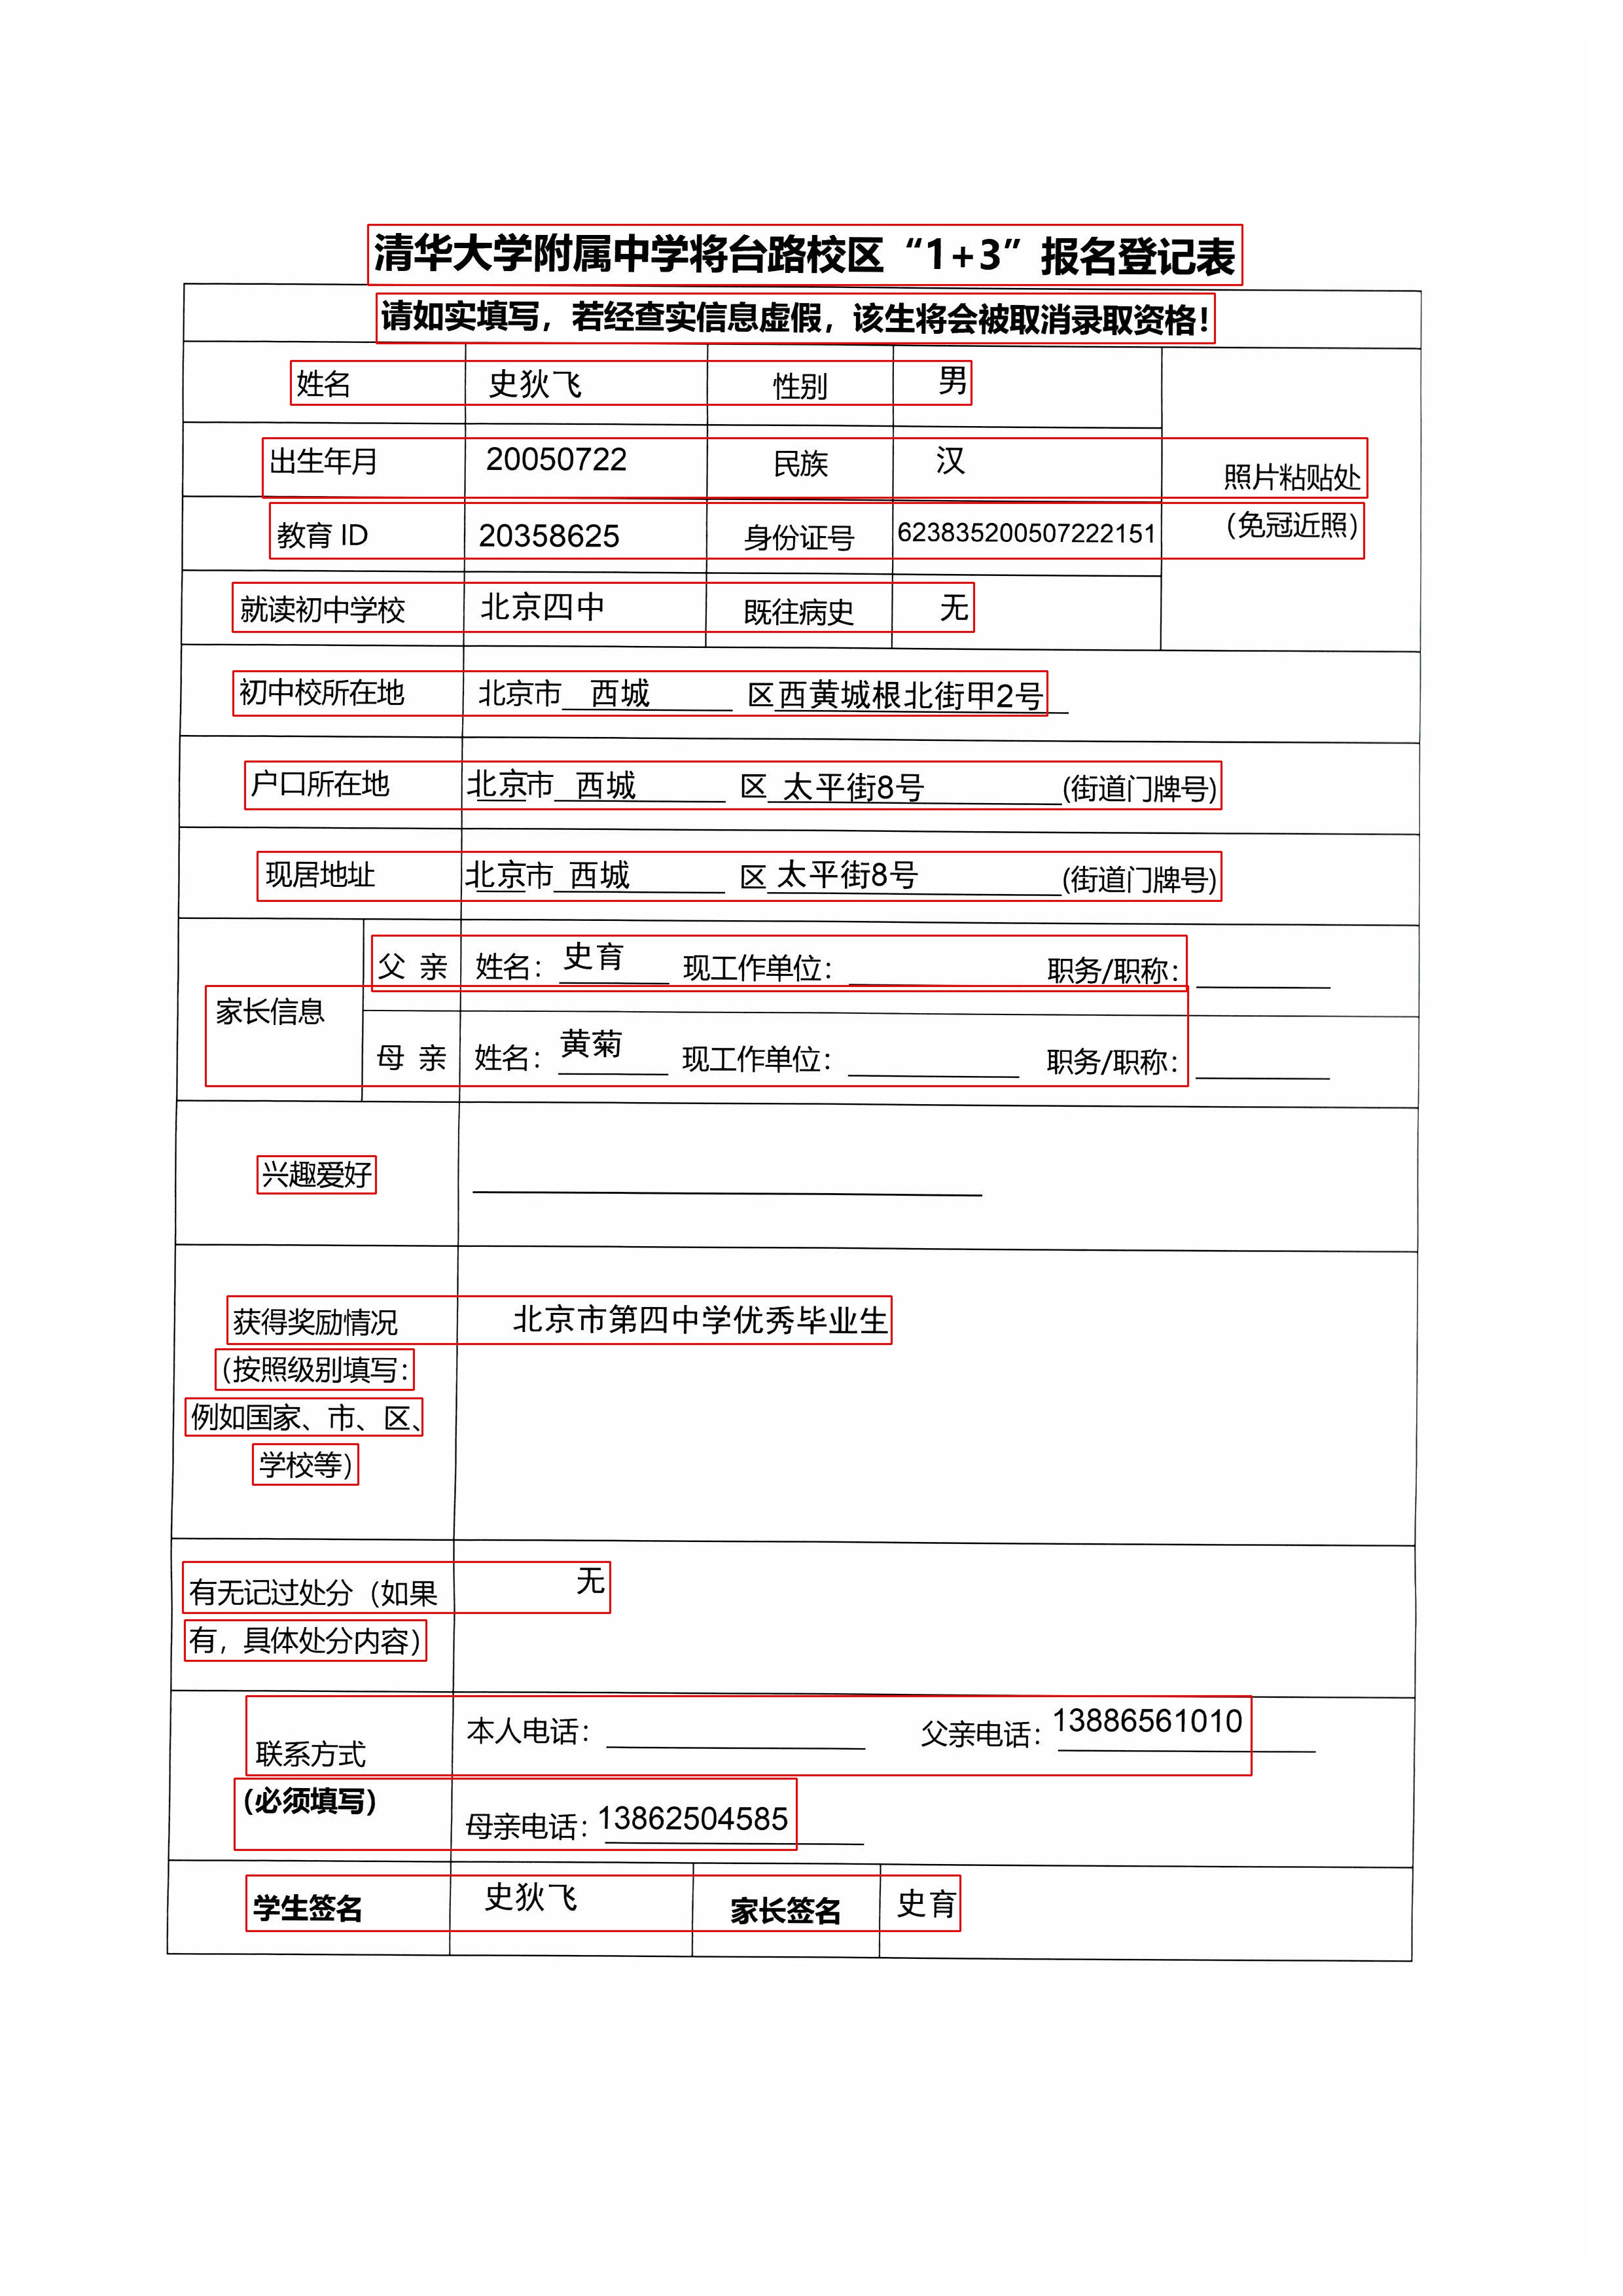 清华大学附属中学将台路校区“1+3”报名登记表
请如实填写，若经查实信息虚假，该生将会被取消录取资格！
姓名 史狄飞 性别 男
出生年月 20050722 民族 汉 照片粘贴处
教育 ID 20358625 身份证号 623835200507222151 （免冠近照）
就读初中学校 北京四中 既往病史 无
初中校所在地 北京市 西城 区西黄城根北街甲2号
户口所在地 北京市 西城 区 太平街8号 (街道门牌号)
现居地址 北京市 西城 区 太平街8号 (街道门牌号)
父 亲 姓名： 史育 现工作单位： 职务/职称：
家长信息
母 亲 姓名： 黄菊 现工作单位： 职务/职称：
兴趣爱好
获得奖励情况 北京市第四中学优秀毕业生
（按照级别填写：
例如国家、市、区、
学校等）
有无记过处分（如果 无
有，具体处分内容）
联系方式 本人电话： 父亲电话：13886561010
（必须填写） 母亲电话：13862504585
学生签名 史狄飞 家长签名 史育